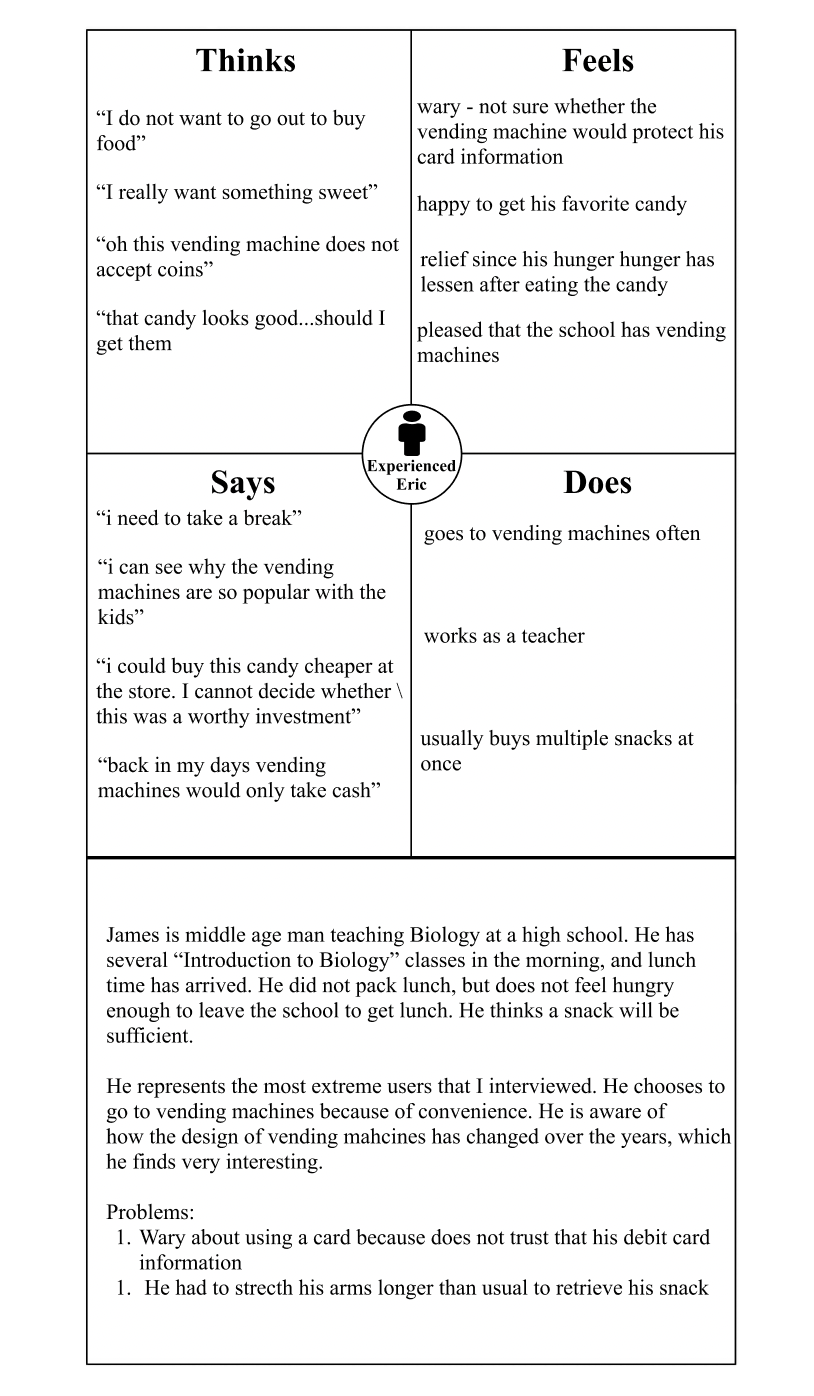 Thinks
“I do not want to go out to buy
food”
“I really want something sweet”
“oh this vending machine does not
accept coins”
“that candy looks good...should I
get them
Feels
wary - not sure whether the
vending machine would protect his
card information
happy to get his favorite candy
relief since his hunger hunger has
lessen after eating the candy
pleased that the school has vending
machines
Experienced
Eric
Says
“i need to take a break”
“i can see why the vending
machines are so popular with the
kids”
“i could buy this candy cheaper at
the store. I cannot decide whether \
this was a worthy investment”
“back in my days vending
machines would only take cash”
Does
goes to vending machines often
works as a teacher
usually buys multiple snacks at
once
James is middle age man teaching Biology at a high school. He has
several “Introduction to Biology” classes in the morning, and lunch
time has arrived. He did not pack lunch, but does not feel hungry
enough to leave the school to get lunch. He thinks a snack will be
sufficient.
He represents the most extreme users that I interviewed. He chooses to
go to vending machines because of convenience. He is aware of
how the design of vending mahcines has changed over the years, which
he finds very interesting.
Problems:
1. Wary about using a card because does not trust that his debit card
information
1. He had to strecth his arms longer than usual to retrieve his snack